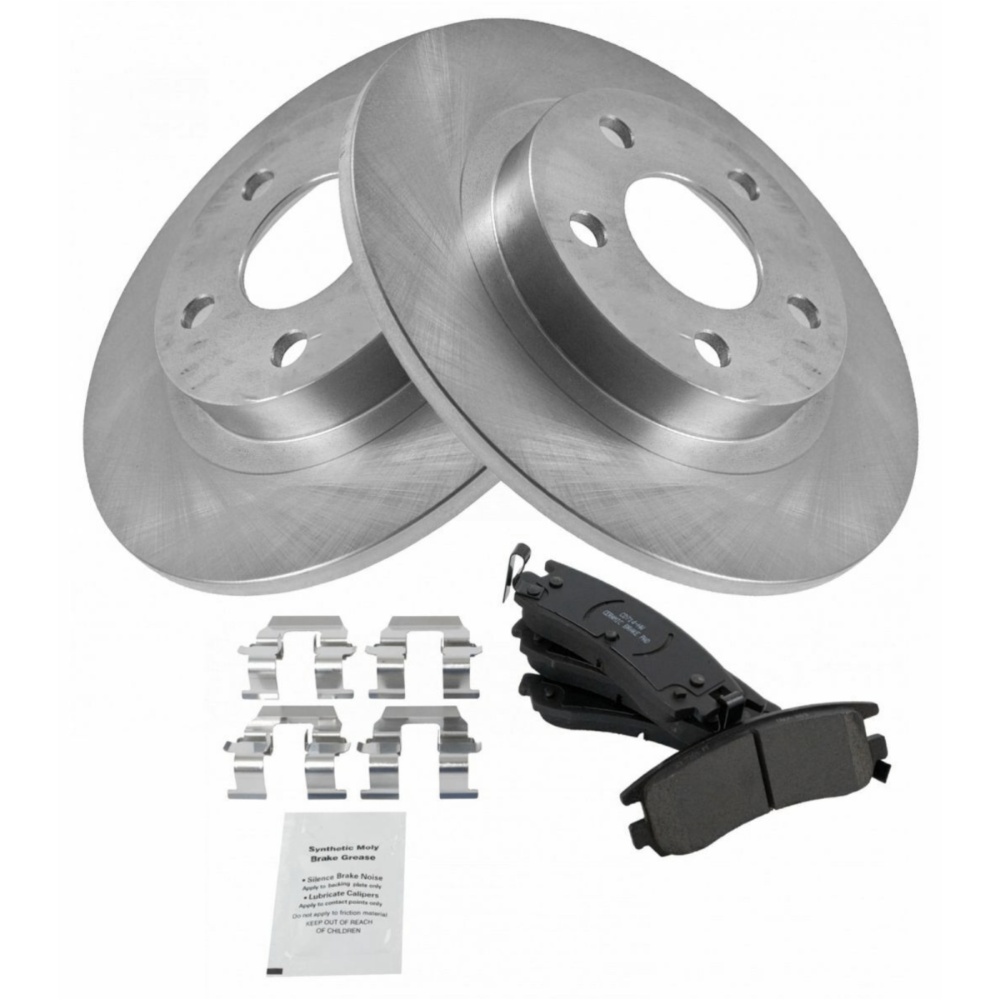 CERAMIC BRAKE PAD
Synthetic Moly
Brake Grease
• Silence Brake Noise
Apply to backing plate only
• Lubricate Calipers
Apply to contact points only
Do not apply to friction material
KEEP OUT OF REACH
OF CHILDREN